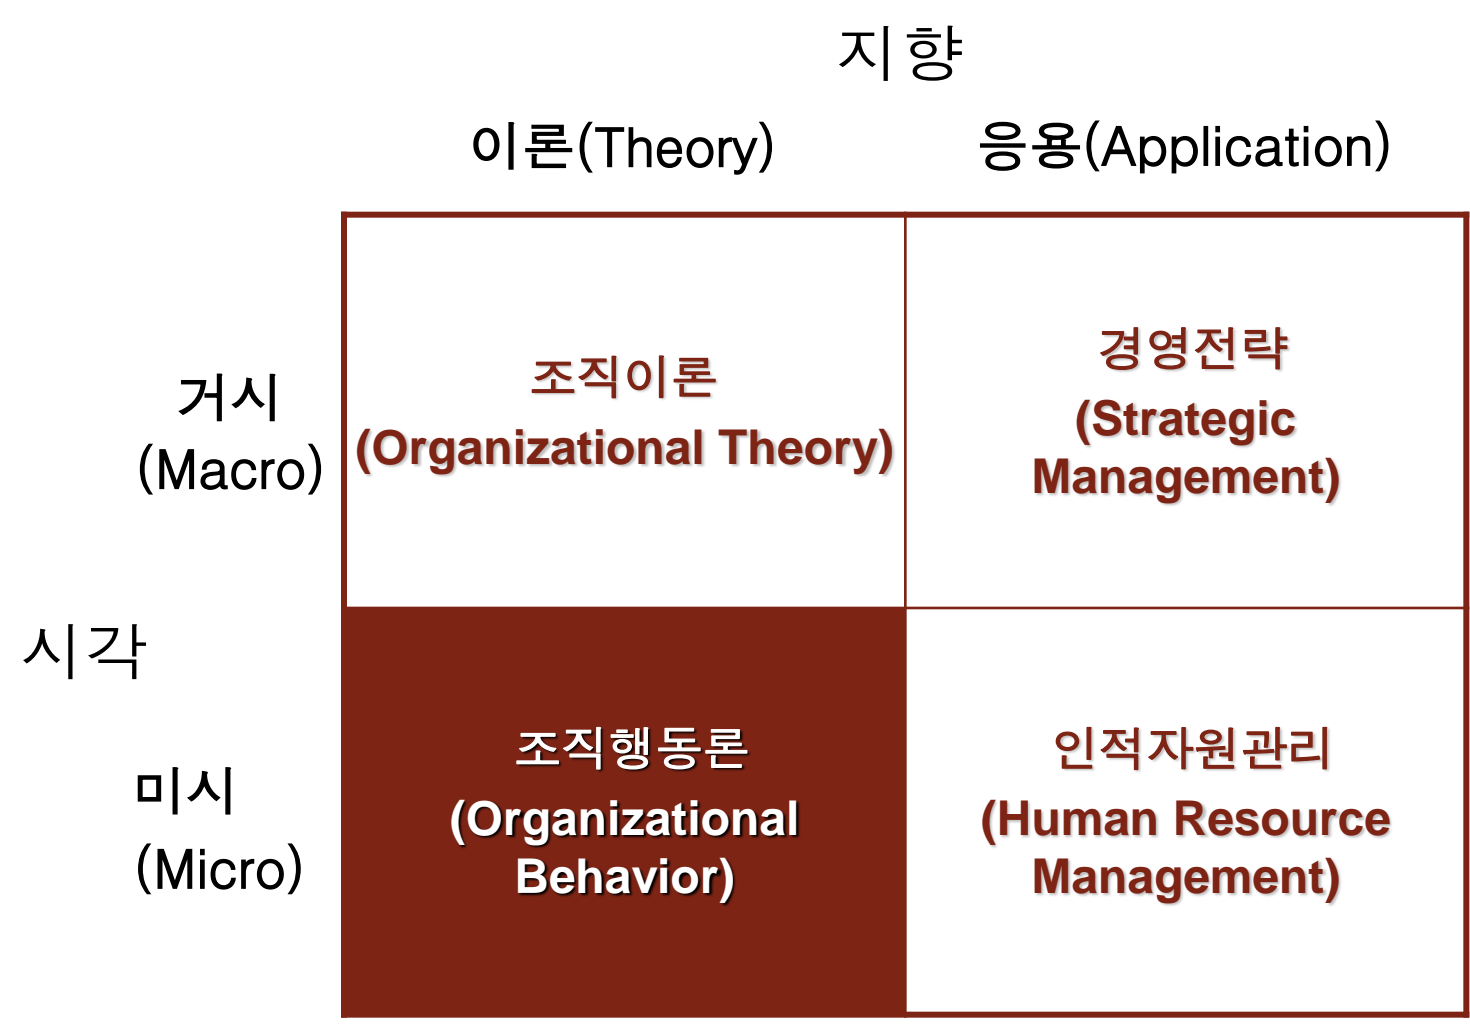 지향
이론(Theory)
응용(Application)
거시
(Macro)
조직이론
(Organizational Theory)
경영전략
(Strategic
Management)
시각
미시
(Micro)
조직행동론
(Organizational
Behavior)
인적자원관리
(Human Resource
Management)